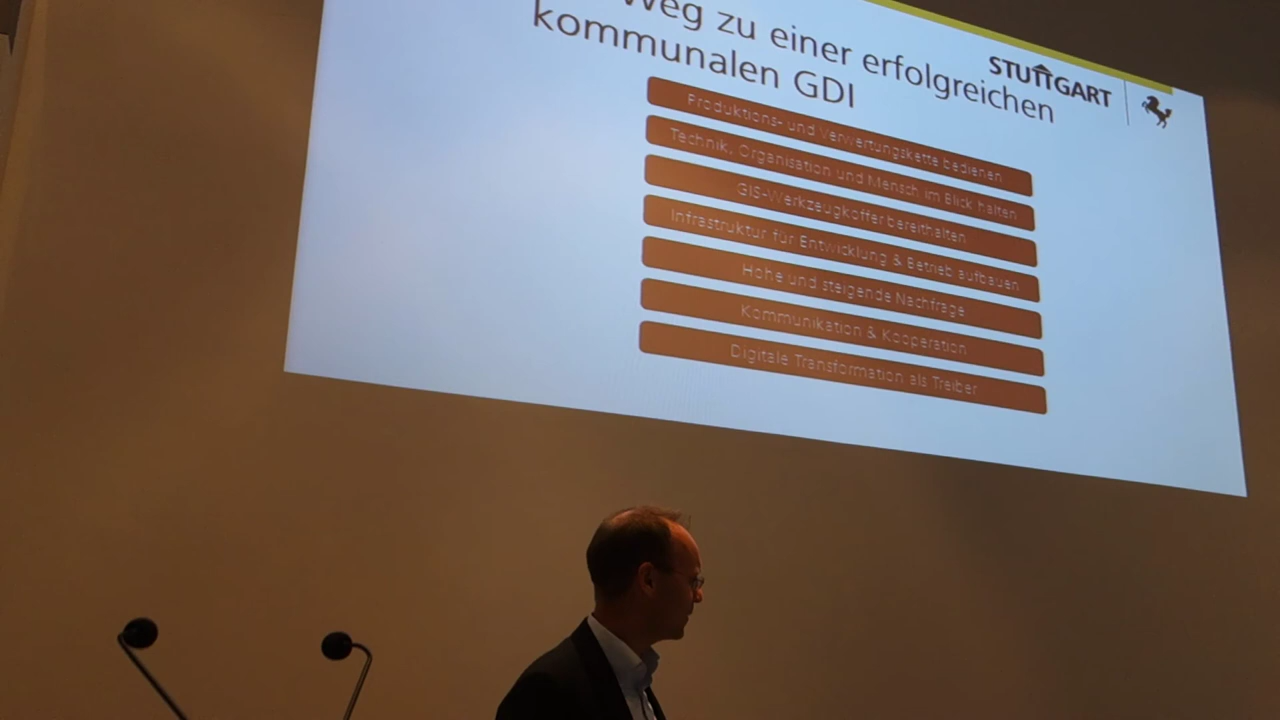 Weg zu einer erfolgreichen
kommunalen GDI
STUTTGART
Produktions- und Verwertungskette bedienen
Technik, Organisation und Mensch im Blick halten
GIS-Werkzeugkoffer bereithalten
Infrastruktur für Entwicklung & Betrieb aufbauen
Hohe und steigende Nachfrage
Kommunikation & Kooperation
Digitale Transformation als Treiber